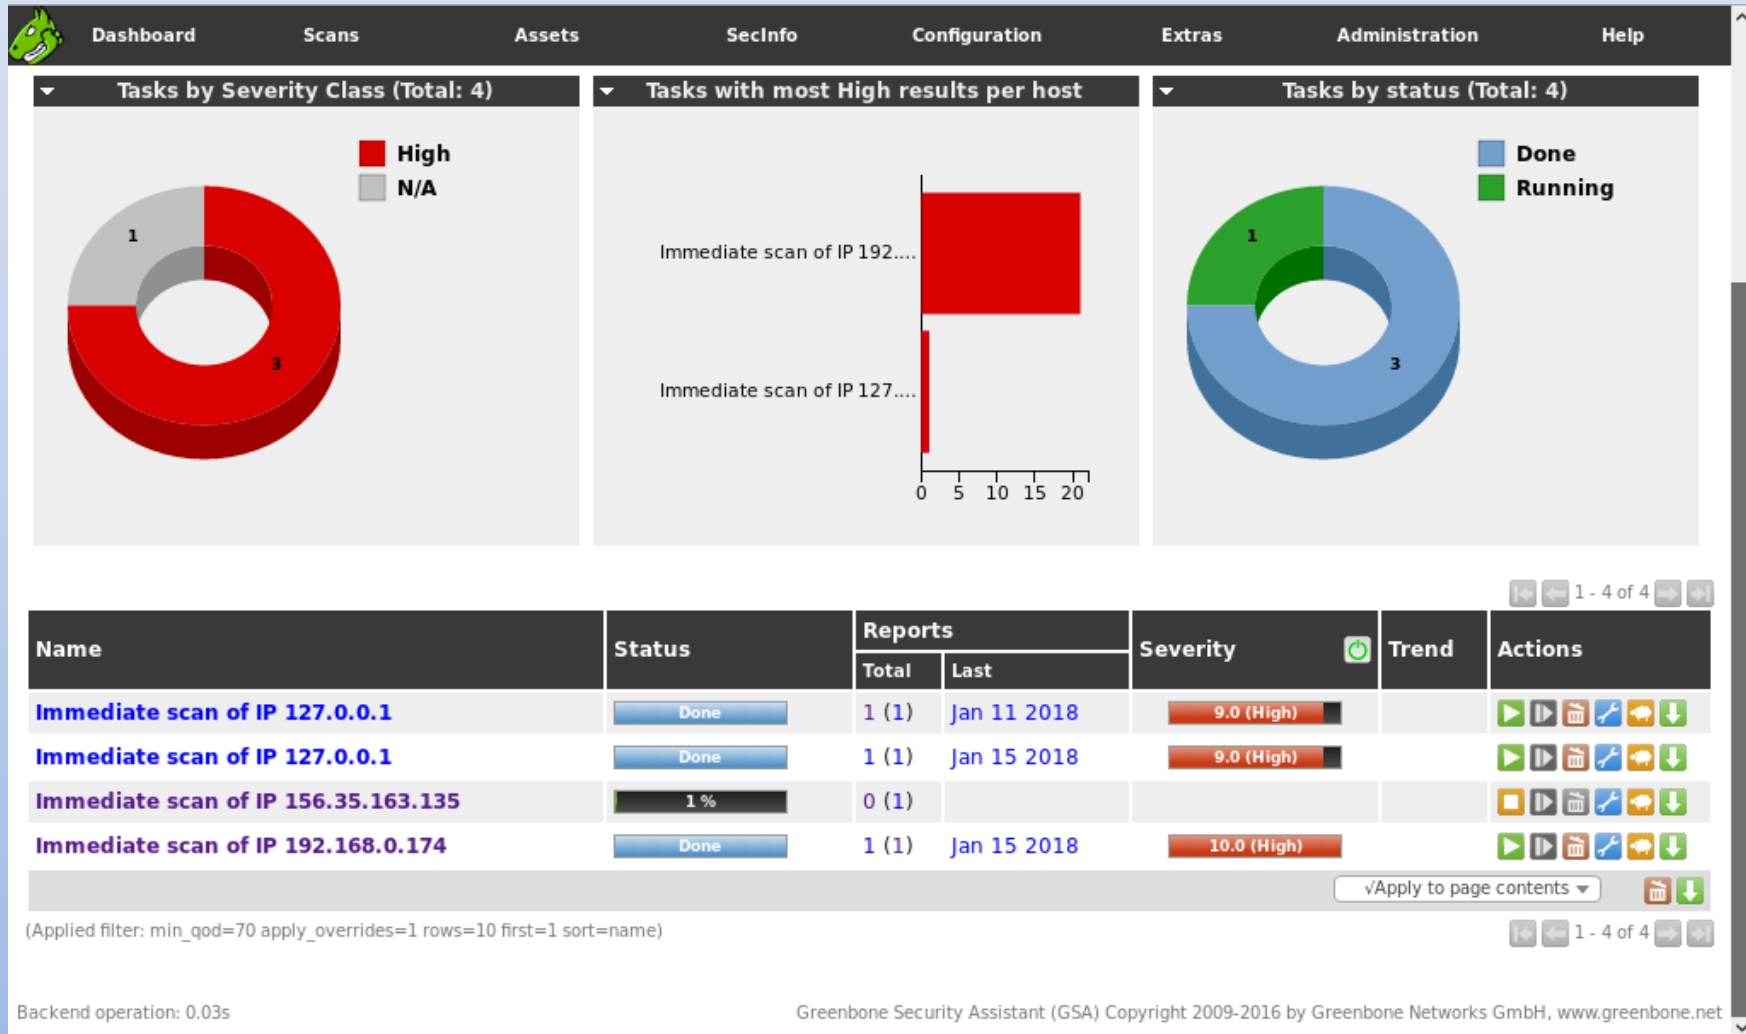 Dashboard Scans Assets SecInfo Configuration Extras Administration Help
Tasks by Severity Class (Total: 4)
High
N/A
1
3
Tasks with most High results per host
Immediate scan of IP 192....
Immediate scan of IP 127....
0 5 10 15 20
Tasks by status (Total: 4)
Done
Running
1
3
1 - 4 of 4
Name Status Reports Severity Trend Actions
Total Last
Immediate scan of IP 127.0.0.1 Done 1 (1) Jan 11 2018 9.0 (High)
Immediate scan of IP 127.0.0.1 Done 1 (1) Jan 15 2018 9.0 (High)
Immediate scan of IP 156.35.163.135 1 % 0 (1)
Immediate scan of IP 192.168.0.174 Done 1 (1) Jan 15 2018 10.0 (High)
√Apply to page contents
(Applied filter: min_qod=70 apply_overrides=1 rows=10 first=1 sort=name)
1 - 4 of 4
Backend operation: 0.03s
Greenbone Security Assistant (GSA) Copyright 2009-2016 by Greenbone Networks GmbH, www.greenbone.net